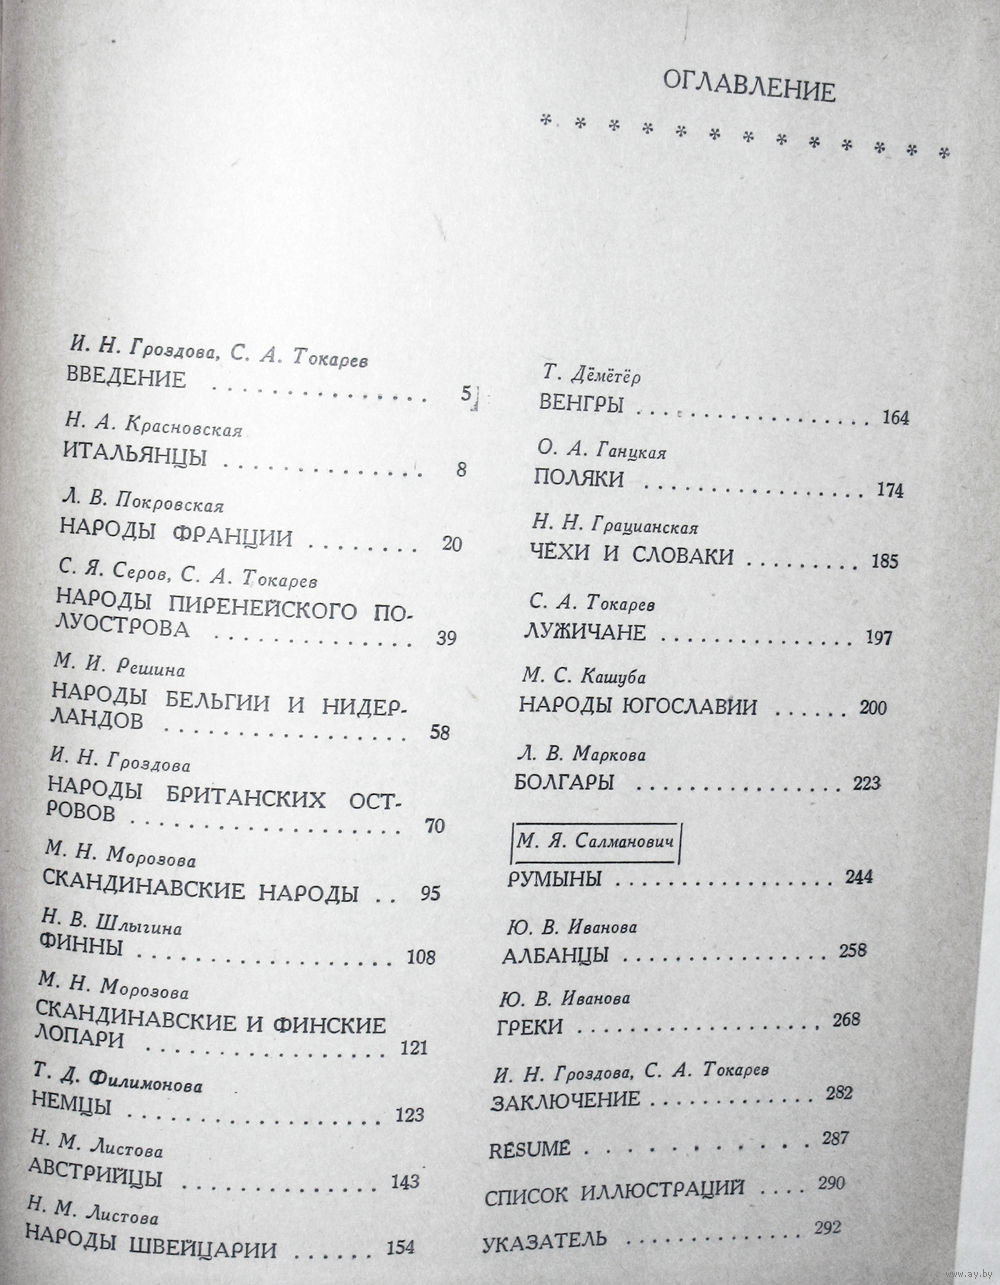 ОГЛАВЛЕНИЕ
* * * * * * * * * * * * *
И. Н. Гроздова, С. А. Токарев
ВВЕДЕНИЕ . . . . . . . . . . . . . . . 5
Н. А. Красновская
ИТАЛЬЯНЦЫ . . . . . . . . . . . . . . 8
Л. В. Покровская
НАРОДЫ ФРАНЦИИ . . . . . . . . 20
С. Я. Серов, С. А. Токарев
НАРОДЫ ПИРЕНЕЙСКОГО ПО-
ЛУОСТРОВА . . . . . . . . . . . . . . 39
М. И. Решина
НАРОДЫ БЕЛЬГИИ И НИДЕР-
ЛАНДОВ . . . . . . . . . . . . . . . . . 58
И. Н. Гроздова
НАРОДЫ БРИТАНСКИХ ОСТ-
РОВОВ . . . . . . . . . . . . . . . . . . . 70
М. Н. Морозова
СКАНДИНАВСКИЕ НАРОДЫ . . 95
Н. В. Шлыгина
ФИННЫ . . . . . . . . . . . . . . . . . . 108
М. Н. Морозова
СКАНДИНАВСКИЕ И ФИНСКИЕ
ЛОПАРИ . . . . . . . . . . . . . . . . . 121
Т. Д. Филимонова
НЕМЦЫ . . . . . . . . . . . . . . . . . . 123
Н. М. Листова
АВСТРИЙЦЫ . . . . . . . . . . . . . . 143
Н. М. Листова
НАРОДЫ ШВЕЙЦАРИИ . . . . . . 154
Т. Дёмётёр
ВЕНГРЫ . . . . . . . . . . . . . . . . . . 164
О. А. Ганцкая
ПОЛЯКИ . . . . . . . . . . . . . . . . . 174
Н. Н. Грацианская
ЧЕХИ И СЛОВАКИ . . . . . . . . . 185
С. А. Токарев
ЛУЖИЧАНЕ . . . . . . . . . . . . . . . 197
М. С. Кашуба
НАРОДЫ ЮГОСЛАВИИ . . . . . . 200
Л. В. Маркова
БОЛГАРЫ . . . . . . . . . . . . . . . . 223
М. Я. Салманович
РУМЫНЫ . . . . . . . . . . . . . . . . . 244
Ю. В. Иванова
АЛБАНЦЫ . . . . . . . . . . . . . . . . 258
Ю. В. Иванова
ГРЕКИ . . . . . . . . . . . . . . . . . . . 268
И. Н. Гроздова, С. А. Токарев
ЗАКЛЮЧЕНИЕ . . . . . . . . . . . . . 282
RÉSUMÉ . . . . . . . . . . . 287
СПИСОК ИЛЛЮСТРАЦИЙ . . . . 290
УКАЗАТЕЛЬ . . . . . . . . . . . . . . 292
www.ay.by